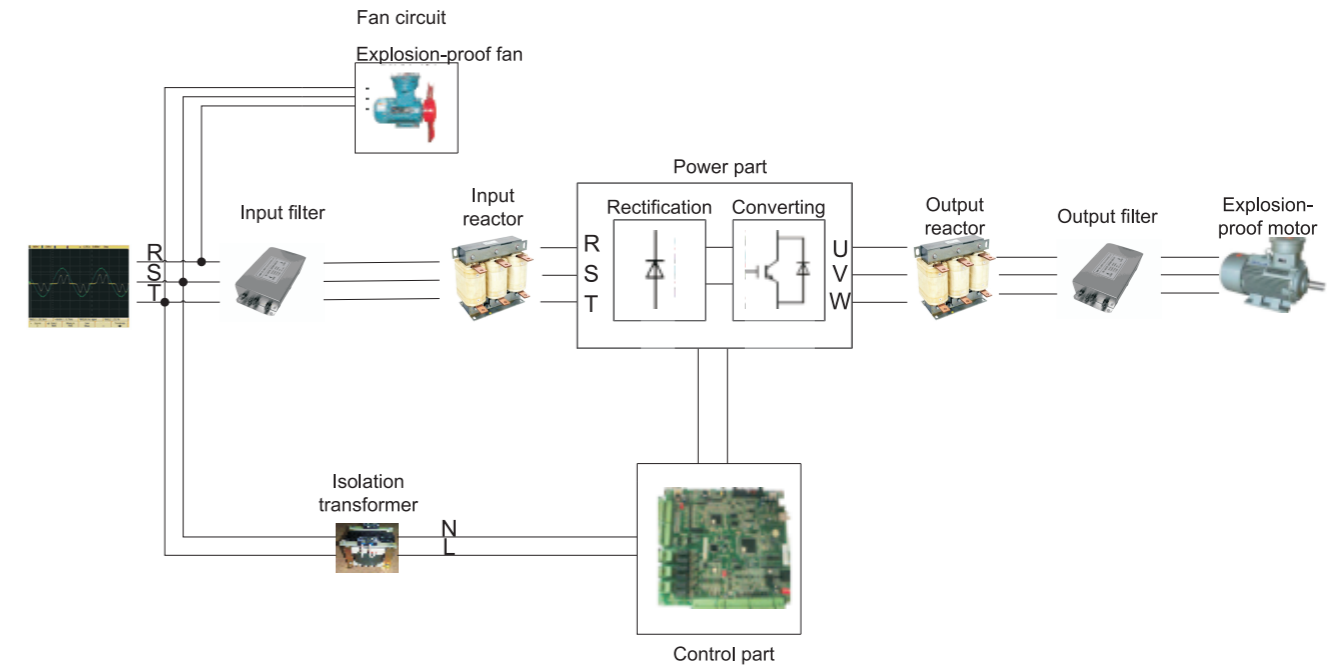 Fan circuit
Explosion-proof fan
Power part
Input filter
Input
reactor
Rectification
Converting
Output
reactor
Output filter
Explosion-
proof motor
R
S
T
R
S
T
U
V
W
Isolation
transformer
N
L
Control part